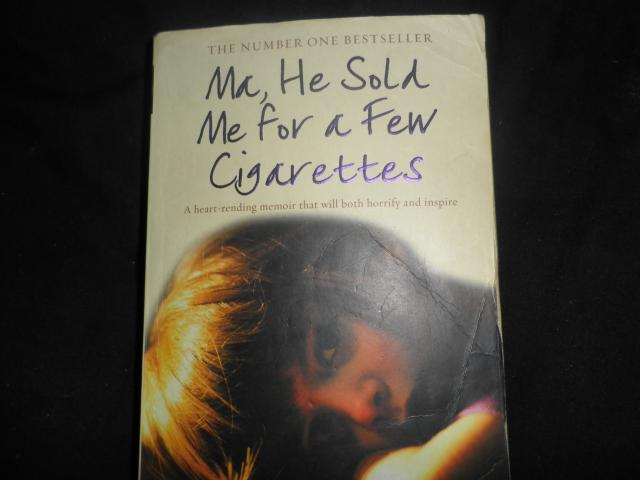 THE NUMBER ONE BESTSELLER
Ma, He Sold
Me for a Few
Cigarettes
A heart-rending memoir that will both horrify and inspire